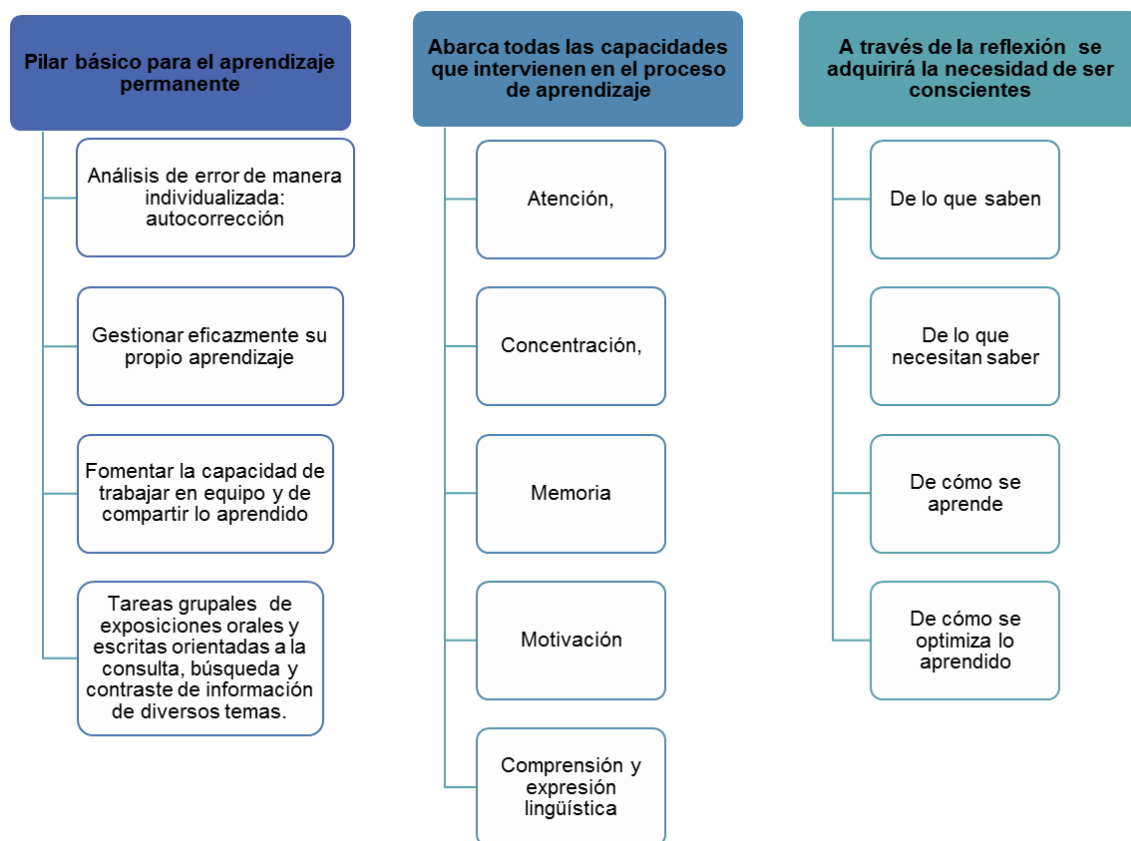 Pilar básico para el aprendizaje
permanente
Análisis de error de manera
individualizada:
autocorrección
Gestionar eficazmente su
propio aprendizaje
Fomentar la capacidad de
trabajar en equipo y de
compartir lo aprendido
Tareas grupales de
exposiciones orales y
escritas orientadas a la
consulta, búsqueda y
contraste de información
de diversos temas.
Abarca todas las capacidades
que intervienen en el proceso
de aprendizaje
Atención,
Concentración,
Memoria
Motivación
Comprensión y
expresión
lingüística
A través de la reflexión se
adquirirá la necesidad de ser
conscientes
De lo que saben
De lo que
necesitan saber
De cómo se
aprende
De cómo se
optimiza lo
aprendido